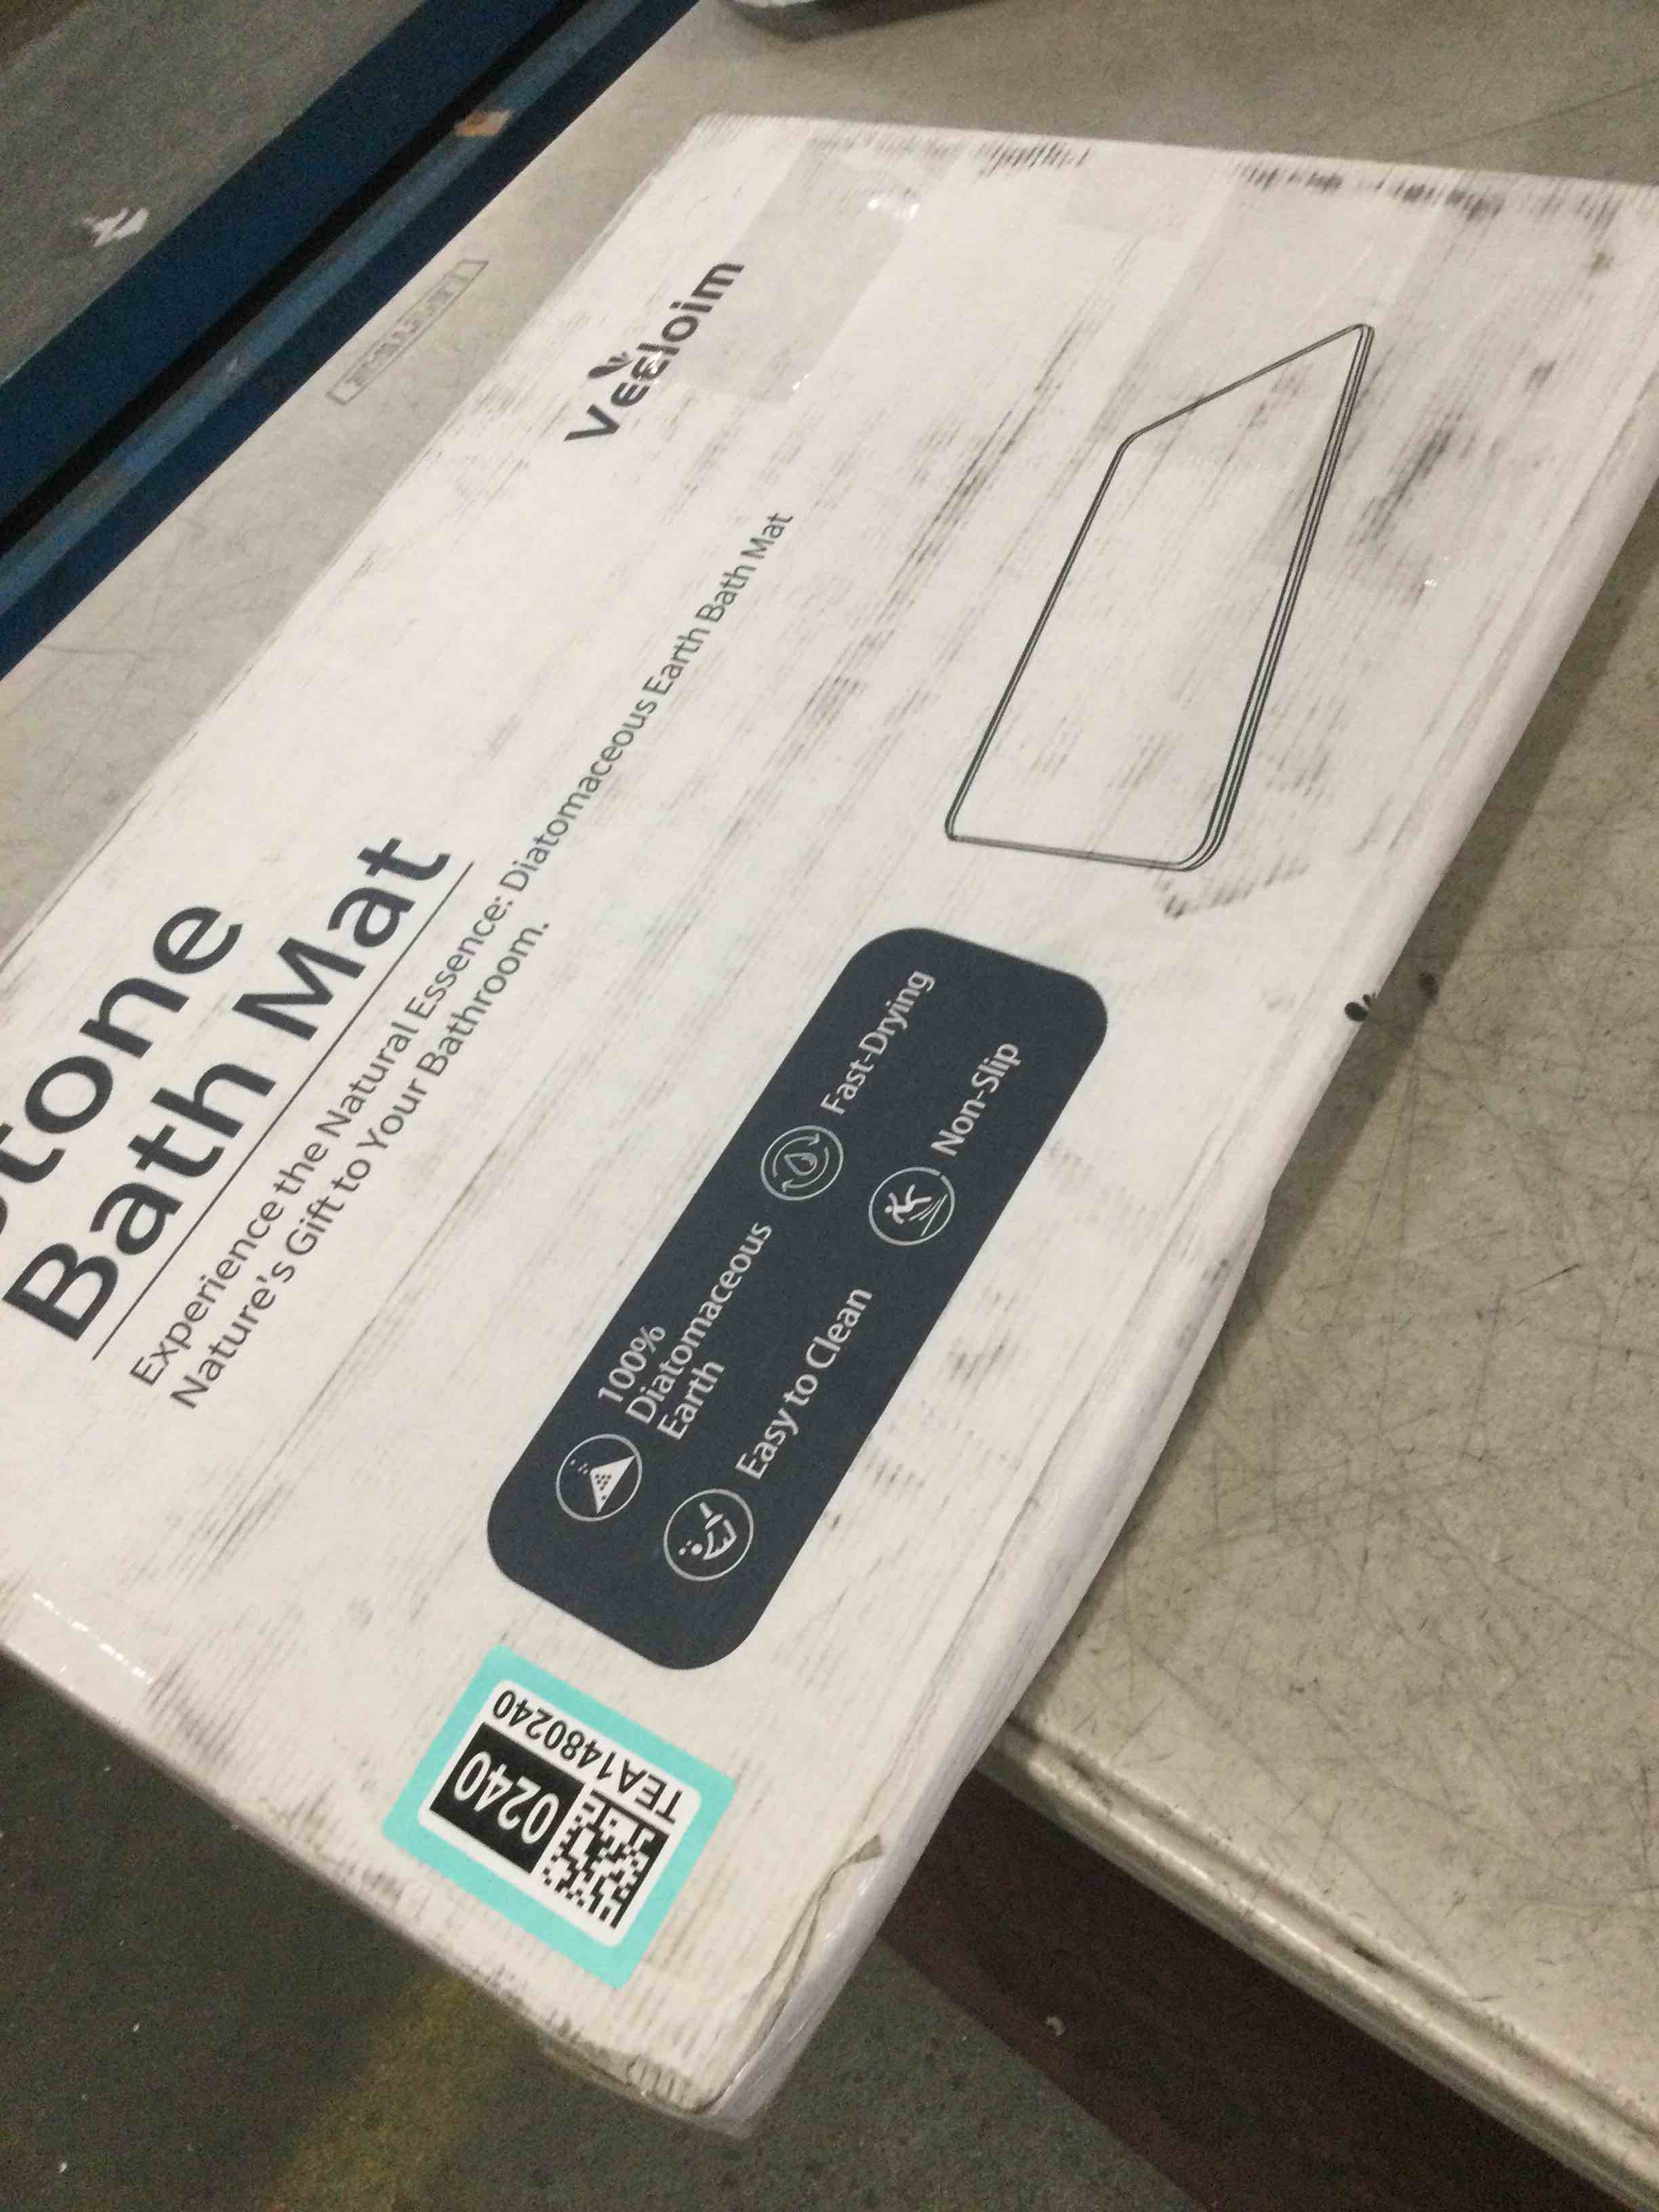 Veeloim
Stone
Bath Mat
Experience the Natural Essence: Diatomaceous Earth Bath Mat
Nature's Gift to Your Bathroom.
100%
Diatomaceous
Earth
Fast-Drying
Easy to Clean
Non-Slip
TEA1480240
0240